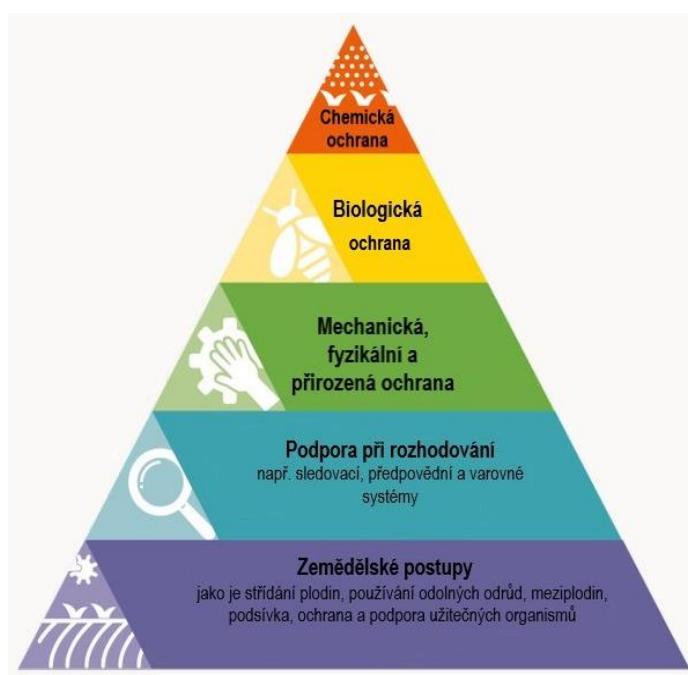 Chemická
ochrana
Biologická
ochrana
Mechanická,
fyzikální a
přirozená ochrana
Podpora při rozhodování
např. sledovací, předpovědní a varovné
systémy
Zemědělské postupy
jako je střídání plodin, používání odolných odrůd, meziplodin,
podsívka, ochrana a podpora užitečných organismů